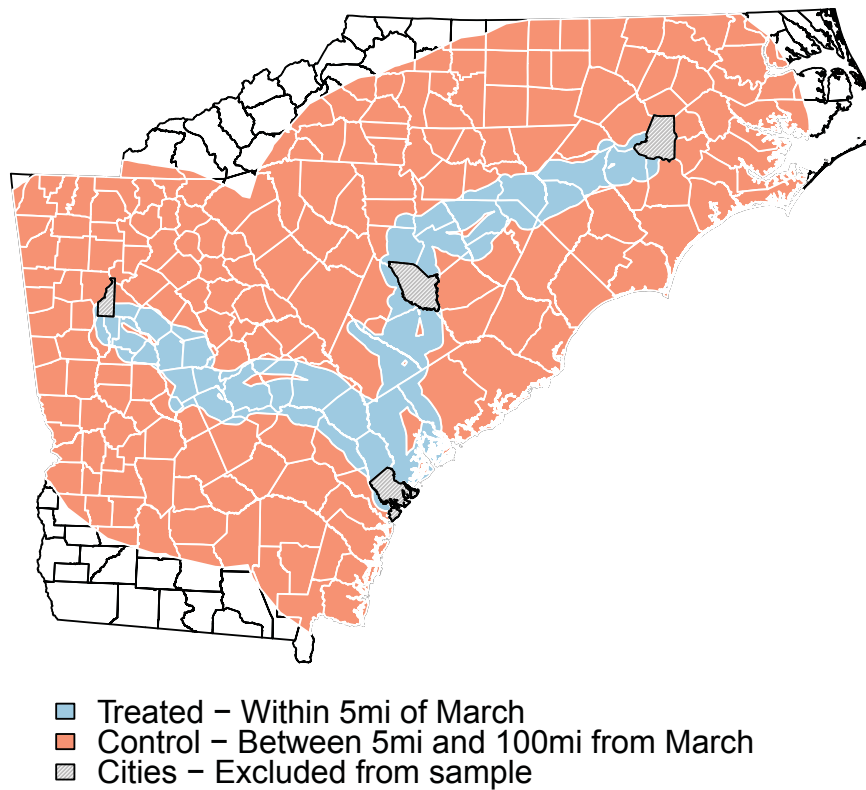 Treated − Within 5mi of March
Control − Between 5mi and 100mi from March
Cities − Excluded from sample